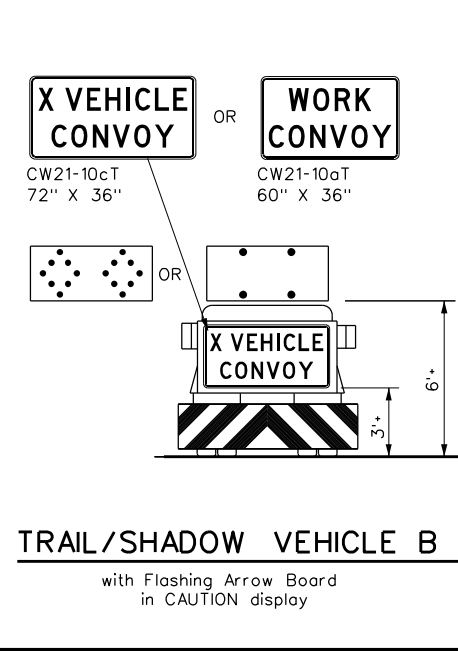 X VEHICLE
CONVOY
OR
WORK
CONVOY
CW21-10cT
72" X 36"
CW21-10aT
60" X 36"
OR
X VEHICLE
CONVOY
6'+
3'+
TRAIL/SHADOW VEHICLE B
with Flashing Arrow Board
in CAUTION display